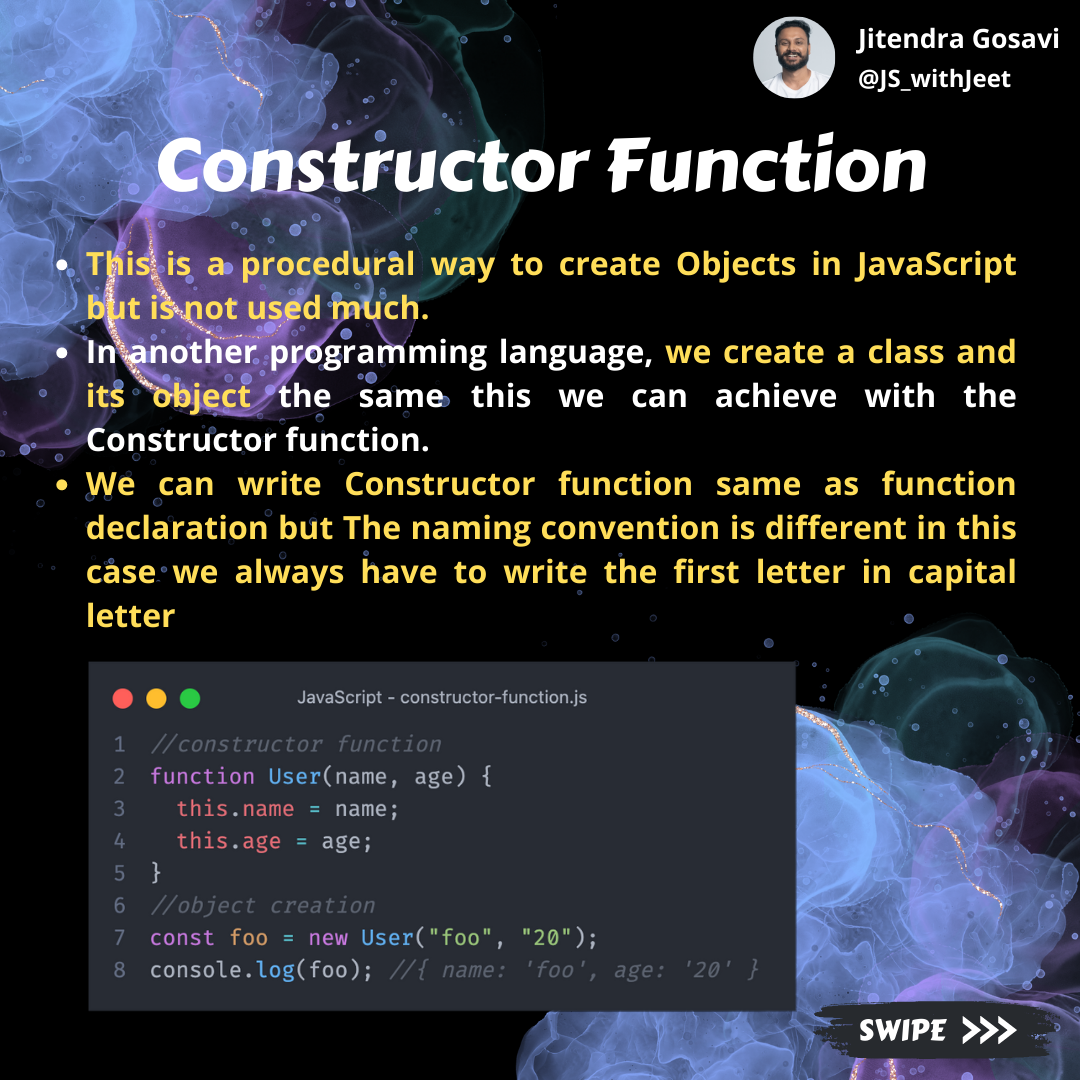 Jitendra Gosavi
@JS_withJeet
Constructor Function
• This is a procedural way to create Objects in JavaScript
but is not used much.
• In another programming language, we create a class and
its object the same this we can achieve with the
Constructor function.
• We can write Constructor function same as function
declaration but The naming convention is different in this
case we always have to write the first letter in capital
letter
JavaScript - constructor-function.js
1 //constructor function
2 function User(name, age) {
3   this.name = name;
4   this.age = age;
5 }
6 //object creation
7 const foo = new User("foo", "20");
8 console.log(foo); //{ name: 'foo', age: '20' }
SWIPE >>>